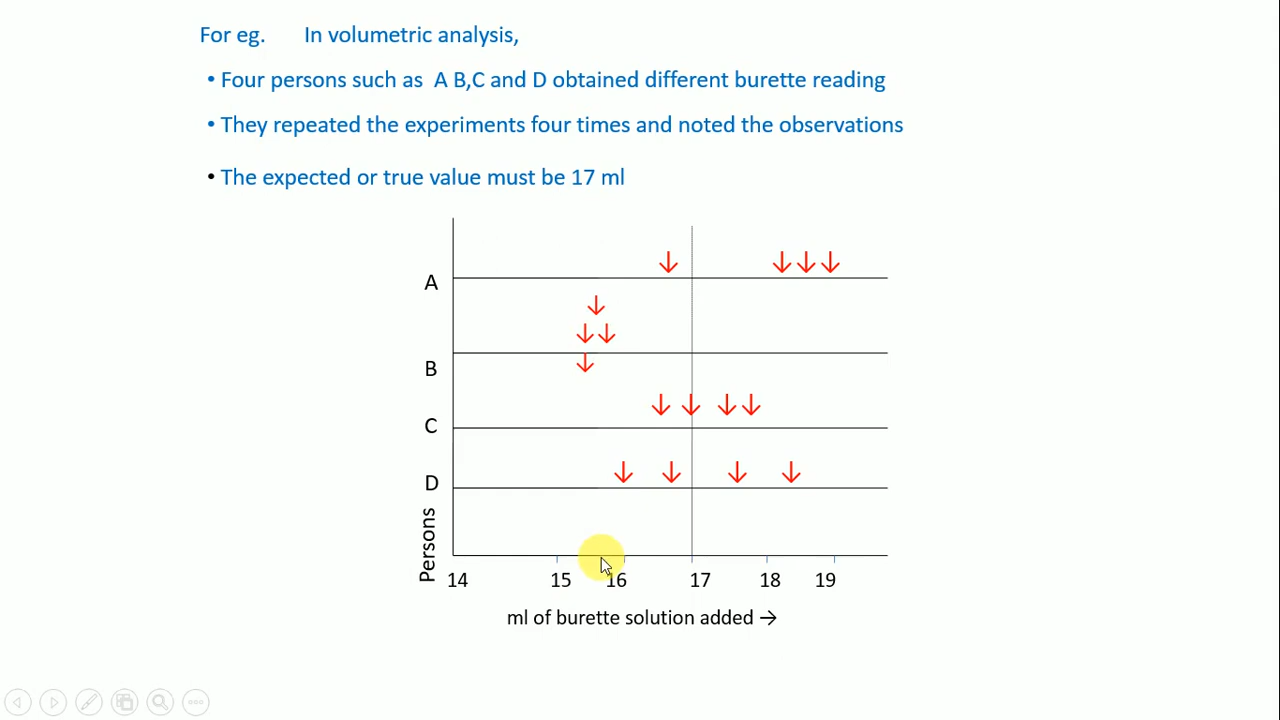 For eg. In volumetric analysis,
• Four persons such as A B,C and D obtained different burette reading
• They repeated the experiments four times and noted the observations
• The expected or true value must be 17 ml
A
B
C
D
Persons
14 15 16 17 18 19
ml of burette solution added →